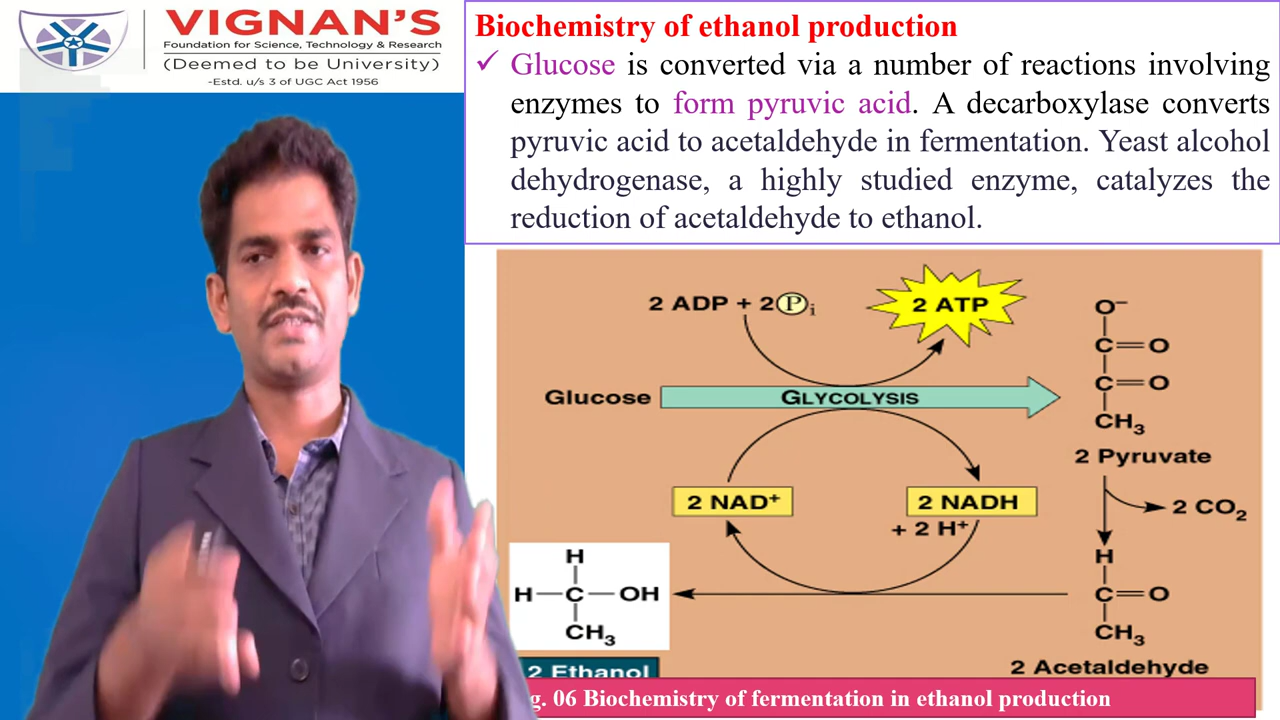 VIGNAN'S
Foundation for Science, Technology & Research
(Deemed to be University)
-Estd. u/s 3 of UGC Act 1956
Biochemistry of ethanol production
✓ Glucose is converted via a number of reactions involving
enzymes to form pyruvic acid. A decarboxylase converts
pyruvic acid to acetaldehyde in fermentation. Yeast alcohol
dehydrogenase, a highly studied enzyme, catalyzes the
reduction of acetaldehyde to ethanol.
2 ADP + 2 Pi
2 ATP
Glucose
GLYCOLYSIS
O⁻
C=O
C=O
CH₃
2 Pyruvate
2 NAD⁺
2 NADH
+ 2 H⁺
2 CO₂
H
H—C—OH
CH₃
2 Ethanol
H
C=O
CH₃
2 Acetaldehyde
g. 06 Biochemistry of fermentation in ethanol production